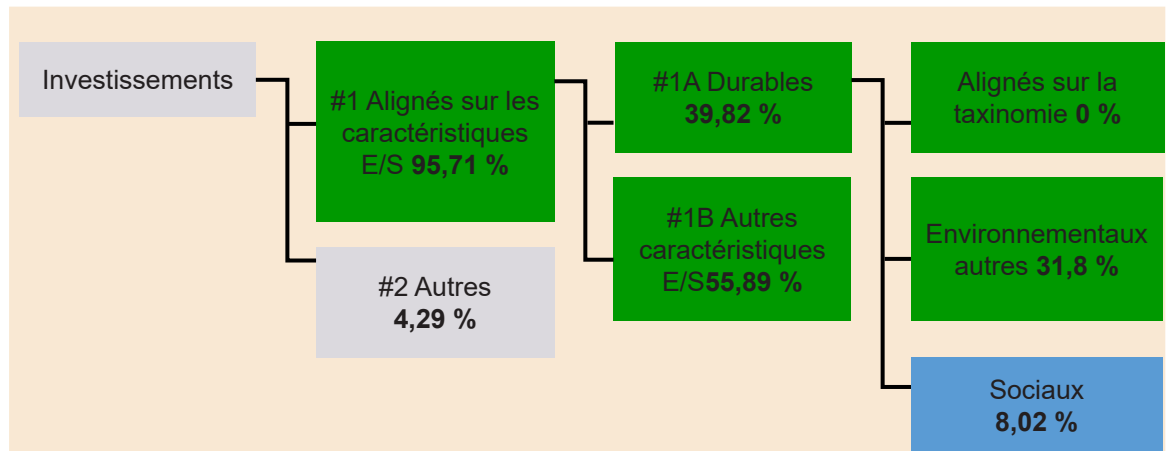 Investissements
#1 Alignés sur les
caractéristiques
E/S 95,71 %
#2 Autres
4,29 %
#1A Durables
39,82 %
#1B Autres
caractéristiques
E/S55,89 %
Alignés sur la
taxinomie 0 %
Environnementaux
autres 31,8 %
Sociaux
8,02 %